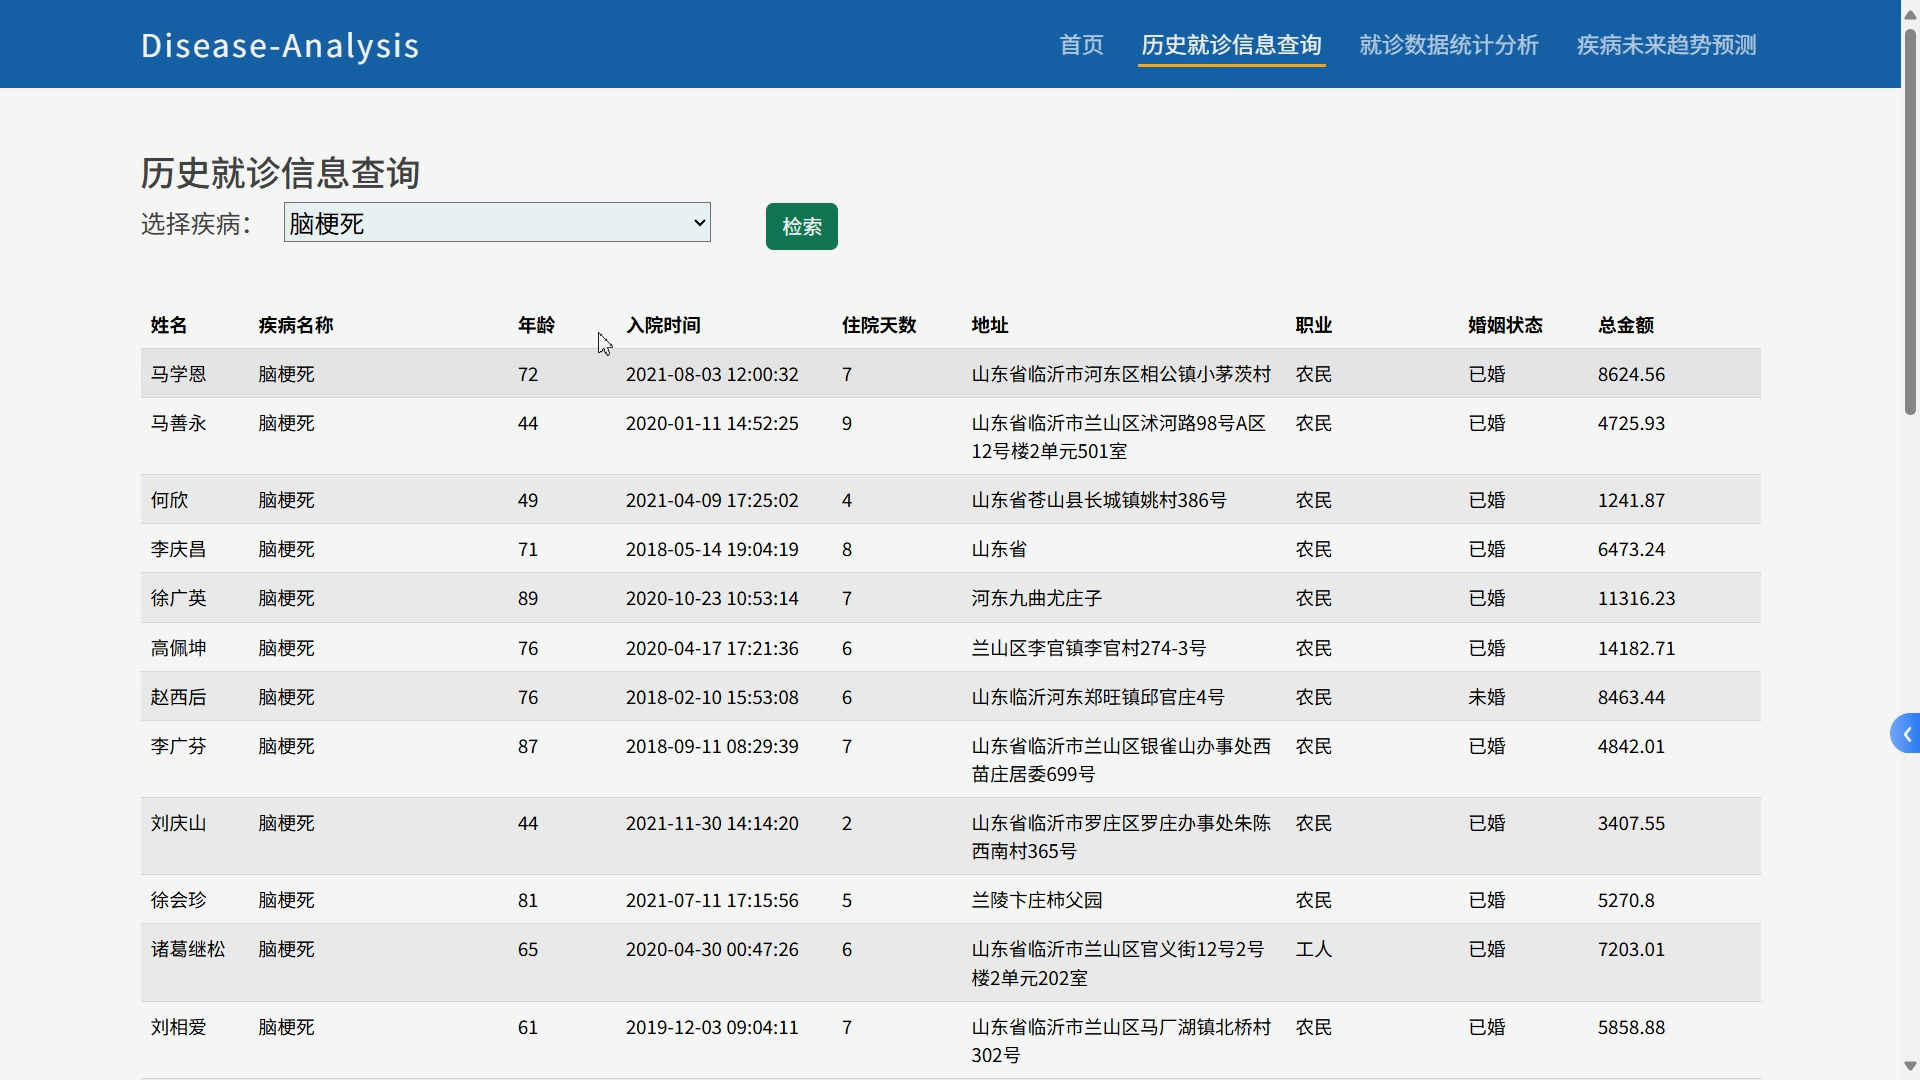 Disease-Analysis
首页 历史就诊信息查询 就诊数据统计分析 疾病未来趋势预测
历史就诊信息查询
选择疾病： 脑梗死 检索
姓名 疾病名称 年龄 入院时间 住院天数 地址 职业 婚姻状态 总金额
马学恩 脑梗死 72 2021-08-03 12:00:32 7 山东省临沂市河东区相公镇小茅茨村 农民 已婚 8624.56
马善永 脑梗死 44 2020-01-11 14:52:25 9 山东省临沂市兰山区沭河路98号A区 农民 已婚 4725.93
12号楼2单元501室
何欣 脑梗死 49 2021-04-09 17:25:02 4 山东省苍山县长城镇姚村386号 农民 已婚 1241.87
李庆昌 脑梗死 71 2018-05-14 19:04:19 8 山东省 农民 已婚 6473.24
徐广英 脑梗死 89 2020-10-23 10:53:14 7 河东九曲尤庄子 农民 已婚 11316.23
高佩坤 脑梗死 76 2020-04-17 17:21:36 6 兰山区李官镇李官村274-3号 农民 已婚 14182.71
赵西后 脑梗死 76 2018-02-10 15:53:08 6 山东临沂河东郑旺镇邱官庄4号 农民 未婚 8463.44
李广芬 脑梗死 87 2018-09-11 08:29:39 7 山东省临沂市兰山区银雀山办事处西 农民 已婚 4842.01
苗庄居委699号
刘庆山 脑梗死 44 2021-11-30 14:14:20 2 山东省临沂市罗庄区罗庄办事处朱陈 农民 已婚 3407.55
西南村365号
徐会珍 脑梗死 81 2021-07-11 17:15:56 5 兰陵卞庄柿父园 农民 已婚 5270.8
诸葛继松 脑梗死 65 2020-04-30 00:47:26 6 山东省临沂市兰山区官义街12号2号 工人 已婚 7203.01
楼2单元202室
刘相爱 脑梗死 61 2019-12-03 09:04:11 7 山东省临沂市兰山区马厂湖镇北桥村 农民 已婚 5858.88
302号